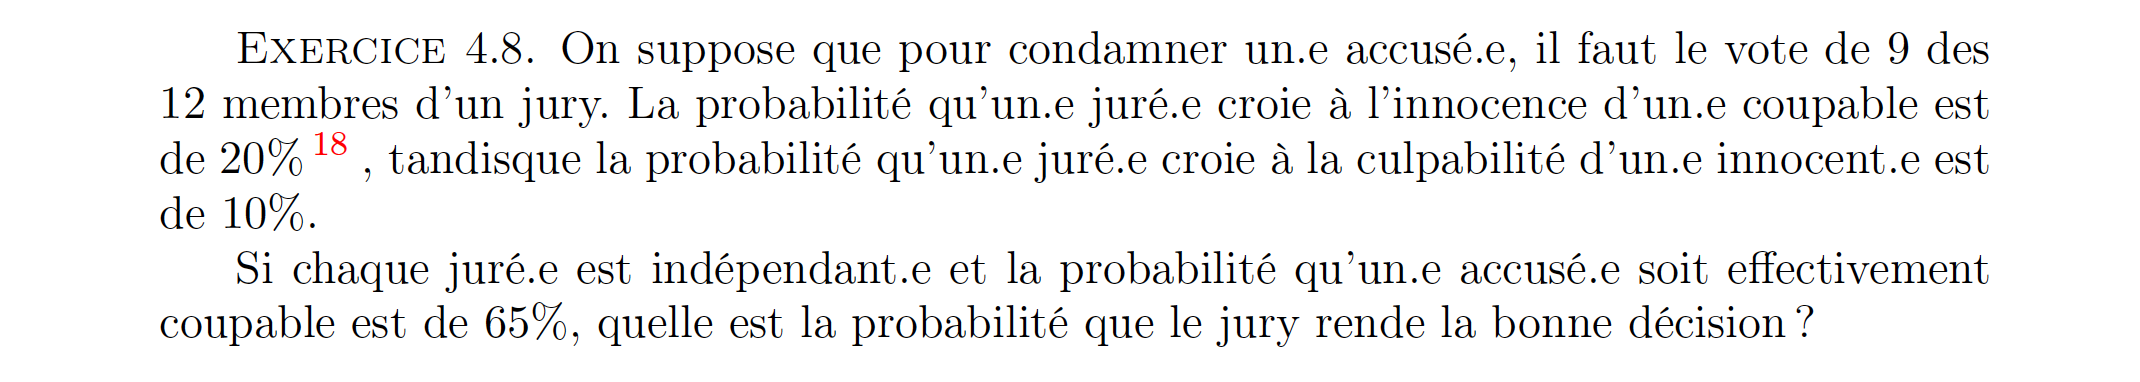 EXERCICE 4.8. On suppose que pour condamner un.e accusé.e, il faut le vote de 9 des
12 membres d'un jury. La probabilité qu'un.e juré.e croie à l'innocence d'un.e coupable est
de 20% 18 , tandisque la probabilité qu'un.e juré.e croie à la culpabilité d'un.e innocent.e est
de 10%.
Si chaque juré.e est indépendant.e et la probabilité qu'un.e accusé.e soit effectivement
coupable est de 65%, quelle est la probabilité que le jury rende la bonne décision ?